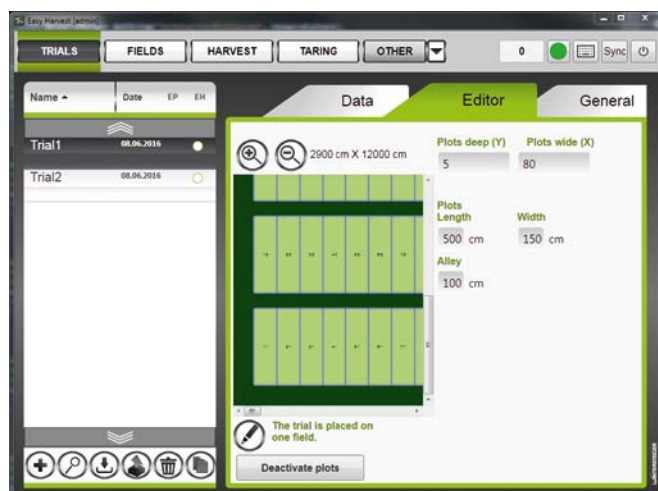 Easy Harvest [admin]
TRIALS FIELDS HARVEST TARING OTHER 0 Sync
Name Date EP EH
Data Editor General
Trial1 08.06.2016
Trial2 08.06.2016
2900 cm X 12000 cm
Plots deep (Y) Plots wide (X)
5 80
Plots
Length Width
500 cm 150 cm
Alley
100 cm
The trial is placed on
one field.
Deactivate plots